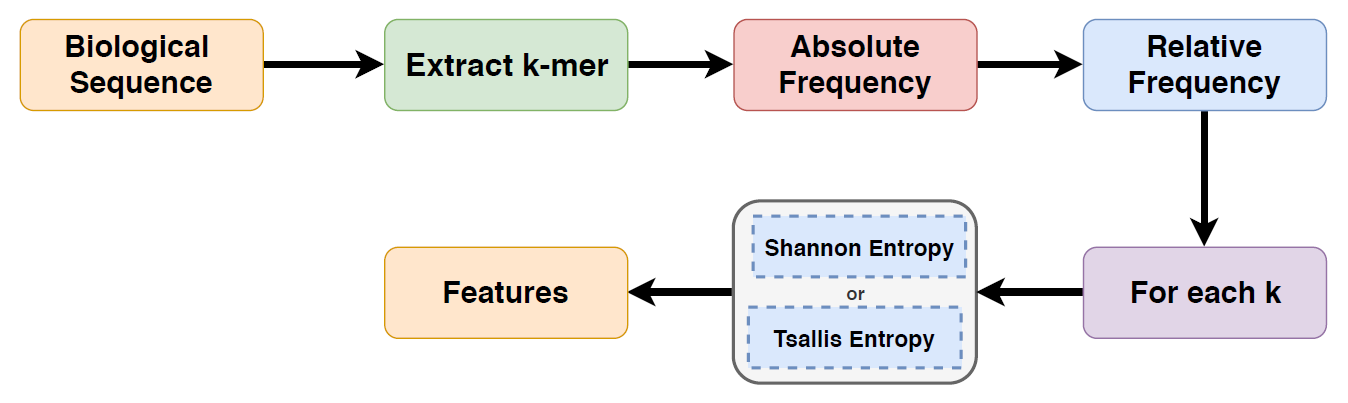 Biological
Sequence
Extract k-mer
Absolute
Frequency
Relative
Frequency
For each k
Shannon Entropy
or
Tsallis Entropy
Features